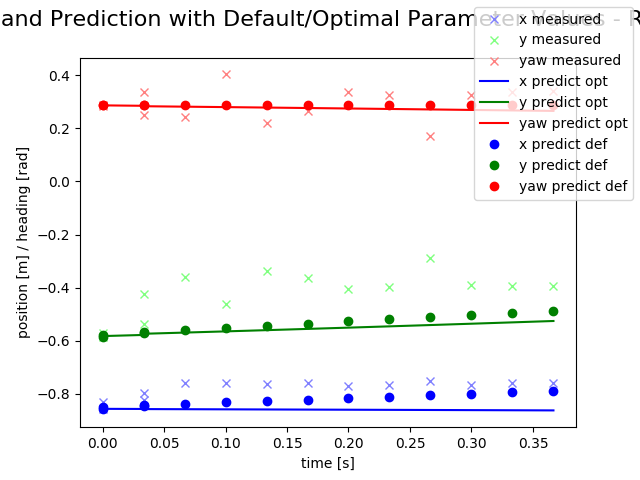 and Prediction with Default/Optimal Parameter Values - R
x measured
y measured
yaw measured
x predict opt
y predict opt
yaw predict opt
x predict def
y predict def
yaw predict def
0.4
0.2
0.0
−0.2
−0.4
−0.6
−0.8
position [m] / heading [rad]
0.00 0.05 0.10 0.15 0.20 0.25 0.30 0.35
time [s]